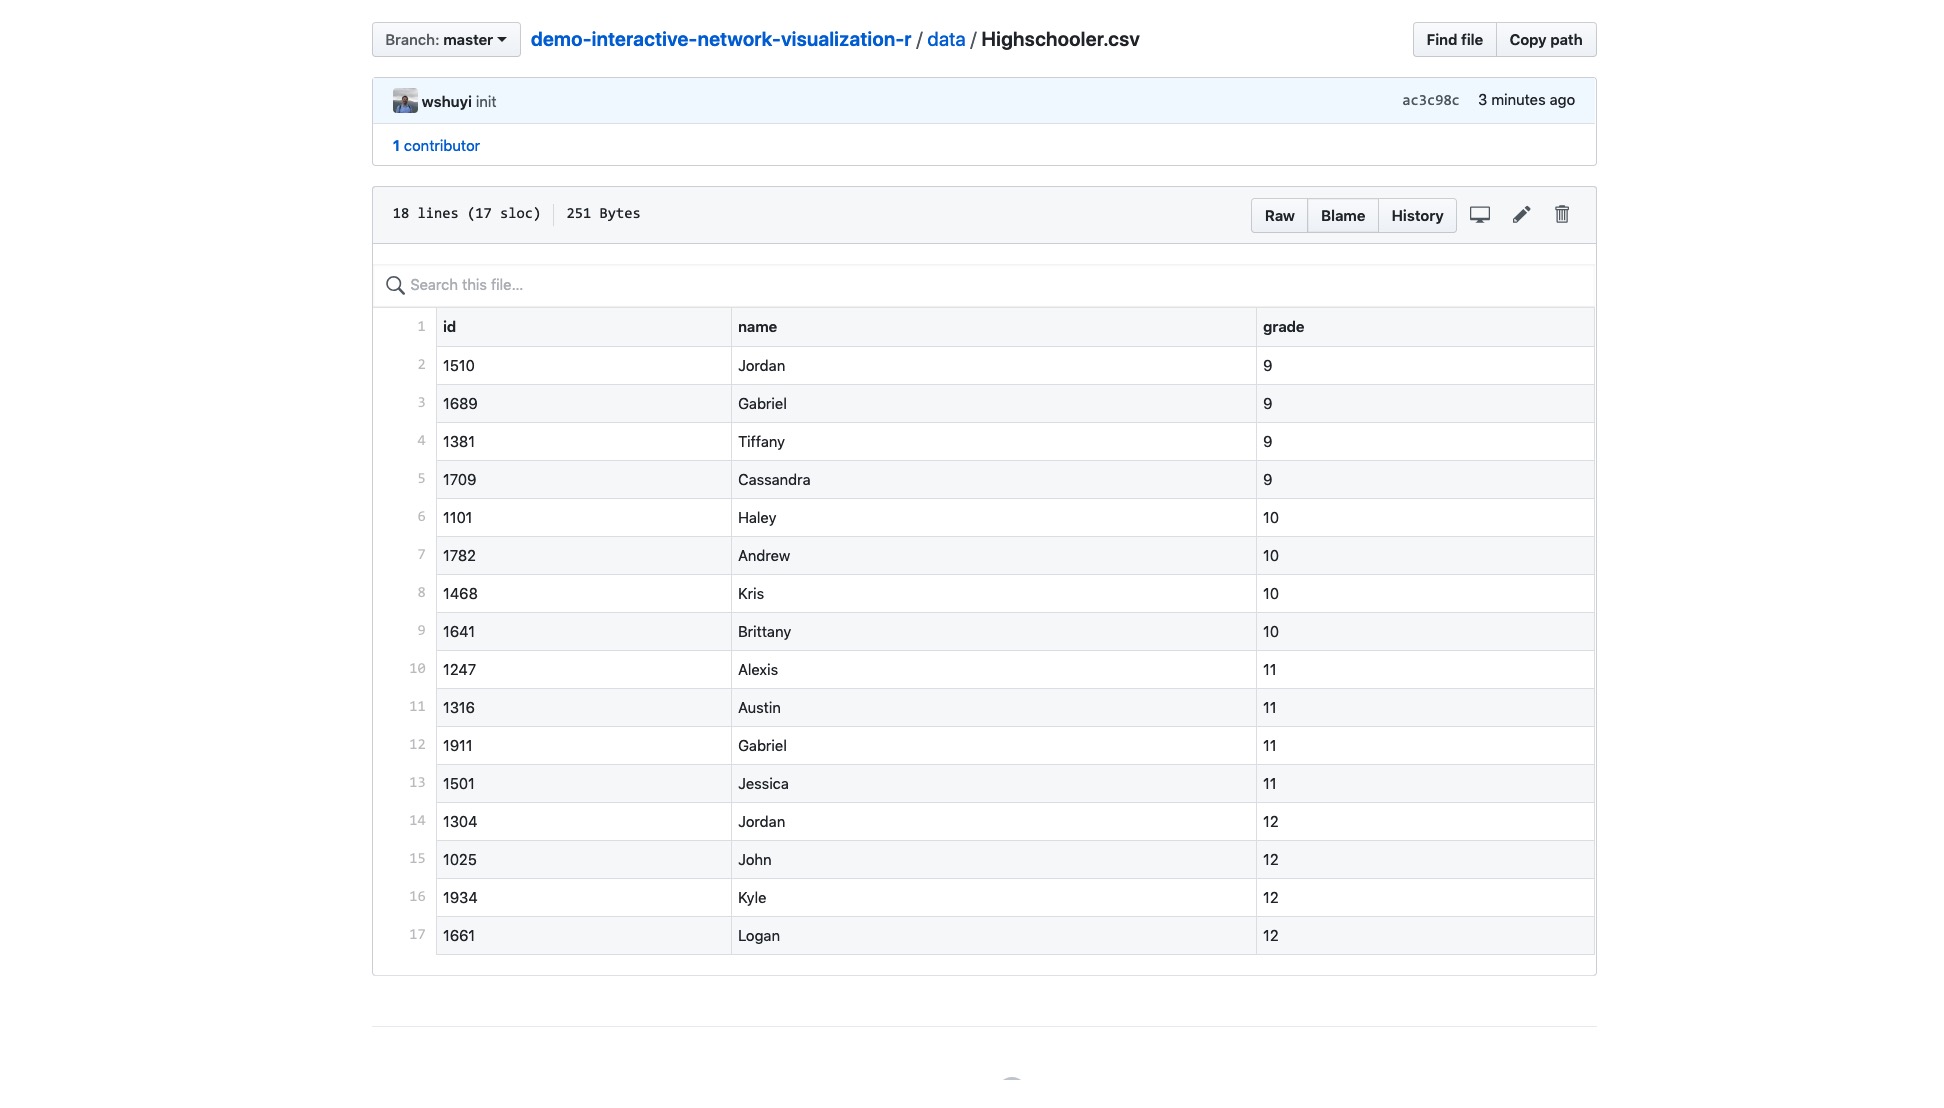 Branch: master demo-interactive-network-visualization-r / data / Highschooler.csv Find file Copy path
wshuyi init ac3c98c 3 minutes ago
1 contributor
18 lines (17 sloc) 251 Bytes Raw Blame History
Search this file...
1 id name grade
2 1510 Jordan 9
3 1689 Gabriel 9
4 1381 Tiffany 9
5 1709 Cassandra 9
6 1101 Haley 10
7 1782 Andrew 10
8 1468 Kris 10
9 1641 Brittany 10
10 1247 Alexis 11
11 1316 Austin 11
12 1911 Gabriel 11
13 1501 Jessica 11
14 1304 Jordan 12
15 1025 John 12
16 1934 Kyle 12
17 1661 Logan 12